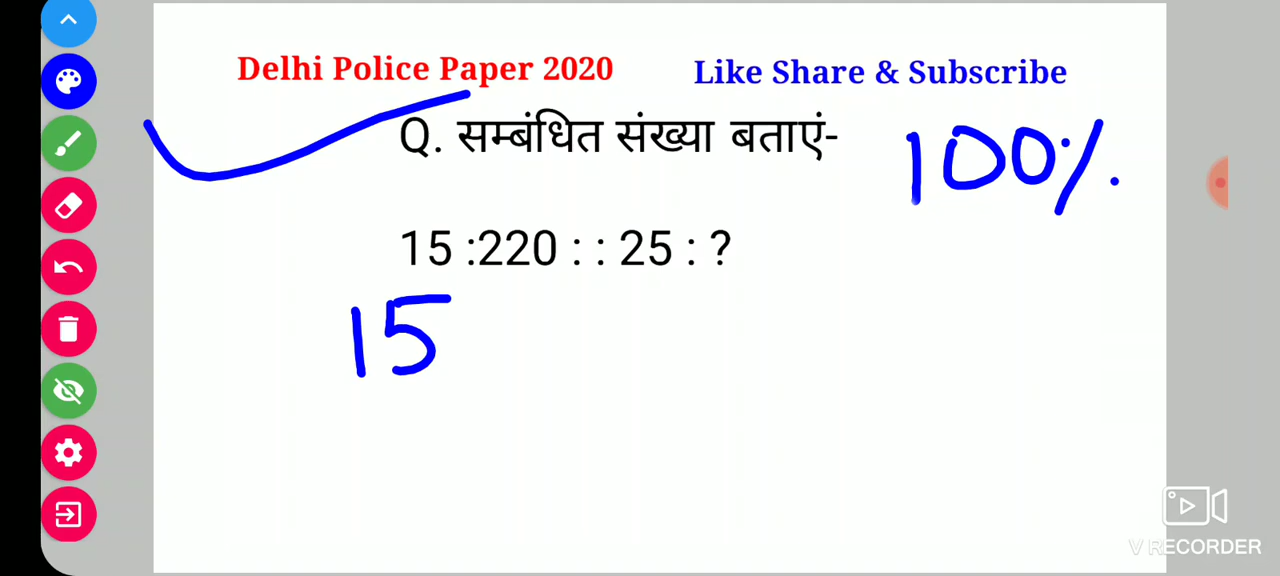 Delhi Police Paper 2020 Like Share & Subscribe
Q. सम्बंधित संख्या बताएं- 100%.
15 :220 : : 25 : ?
15
V RECORDER